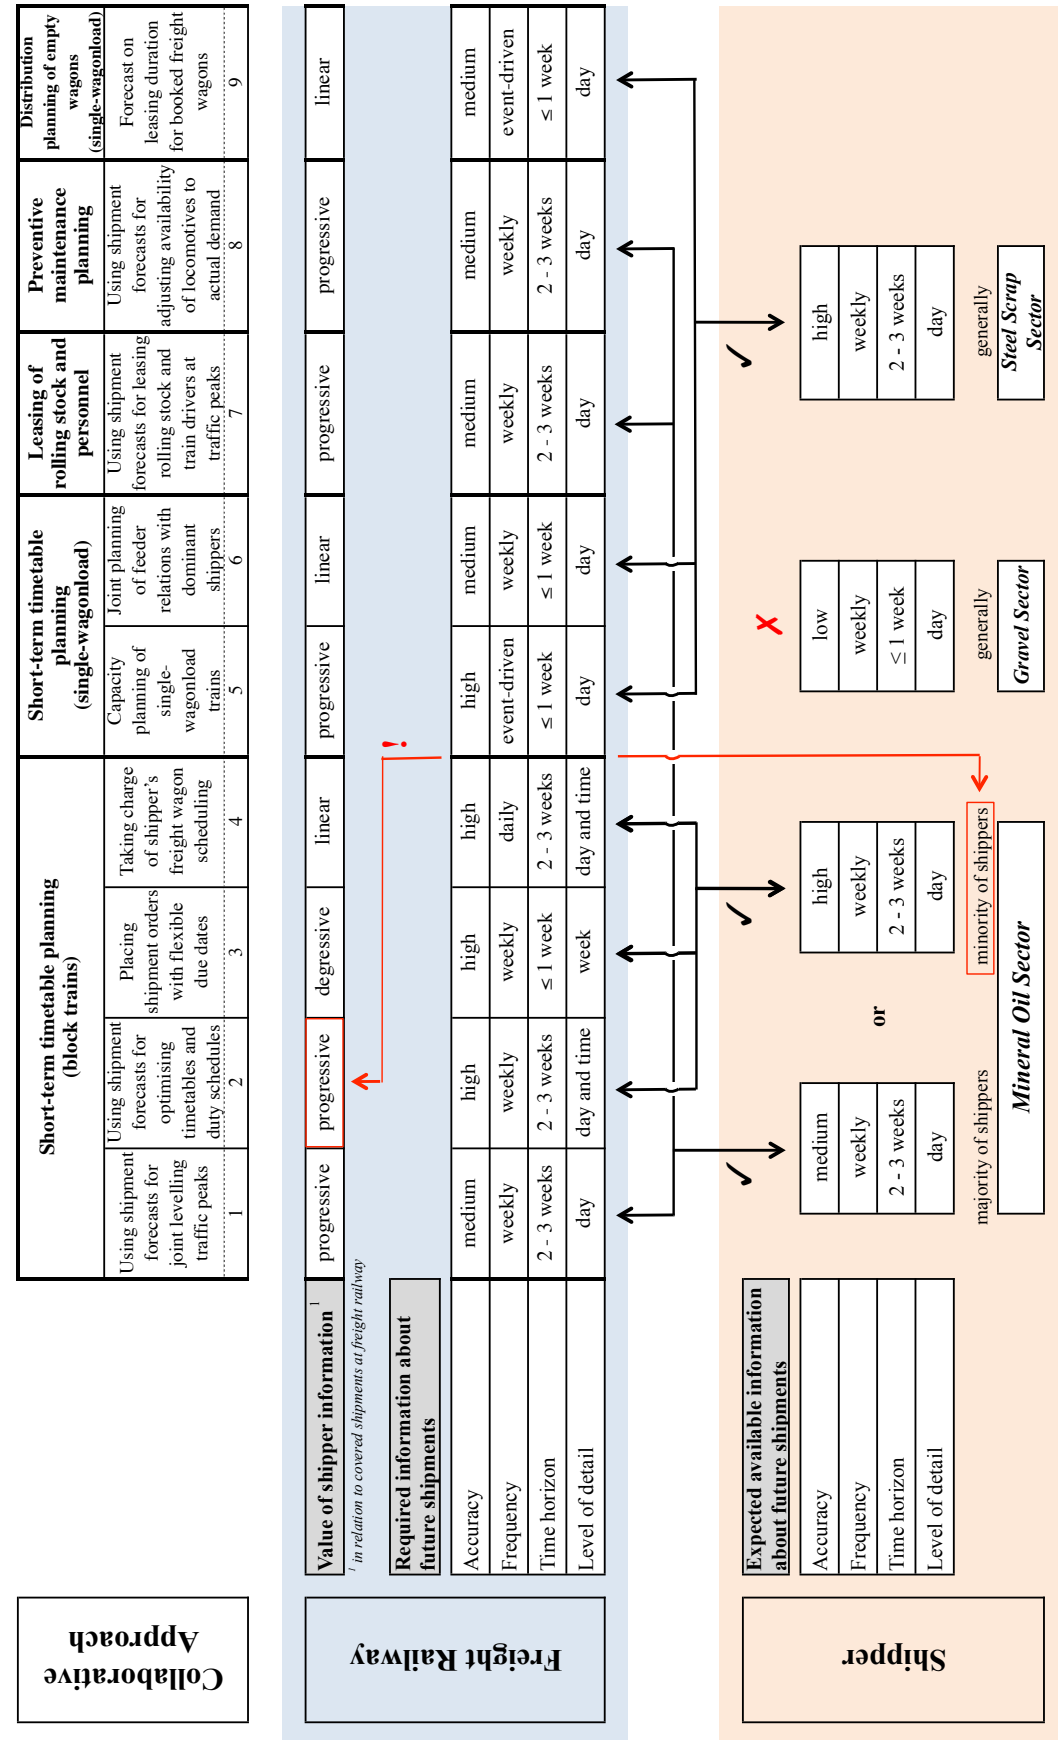 Collaborative
Approach
Short-term timetable planning
(block trains)
Short-term timetable
planning
(single-wagonload)
Leasing of
rolling stock and
personnel
Preventive
maintenance
planning
Distribution
planning of empty
wagons
(single-wagonload)
Using shipment
forecasts for
joint levelling
traffic peaks
1
Using shipment
forecasts for
optimising
timetables and
duty schedules
2
Placing
shipment orders
with flexible
due dates
3
Taking charge
of shipper's
freight wagon
scheduling
4
Capacity
planning of
single-
wagonload
trains
5
Joint planning
of feeder
relations with
dominant
shippers
6
Using shipment
forecasts for leasing
rolling stock and
train drivers at
traffic peaks
7
Using shipment
forecasts for
adjusting availability
of locomotives to
actual demand
8
Forecast on
leasing duration
for booked freight
wagons
9
Freight Railway
Value of shipper information 1
progressive
progressive
degressive
linear
progressive
linear
progressive
progressive
linear
1 in relation to covered shipments at freight railway
!
Required information about
future shipments
Accuracy
medium
high
high
high
high
medium
medium
medium
medium
Frequency
weekly
weekly
weekly
daily
event-driven
weekly
weekly
weekly
event-driven
Time horizon
2 - 3 weeks
2 - 3 weeks
≤ 1 week
2 - 3 weeks
≤ 1 week
≤ 1 week
2 - 3 weeks
2 - 3 weeks
≤ 1 week
Level of detail
day
day and time
week
day and time
day
day
day
day
day
Shipper
Expected available information
about future shipments
✓
✓
✗
✓
Accuracy
medium
high
low
high
Frequency
weekly
weekly
weekly
weekly
or
Time horizon
2 - 3 weeks
2 - 3 weeks
≤ 1 week
2 - 3 weeks
Level of detail
day
day
day
day
majority of shippers
minority of shippers
generally
generally
Mineral Oil Sector
Gravel Sector
Steel Scrap
Sector